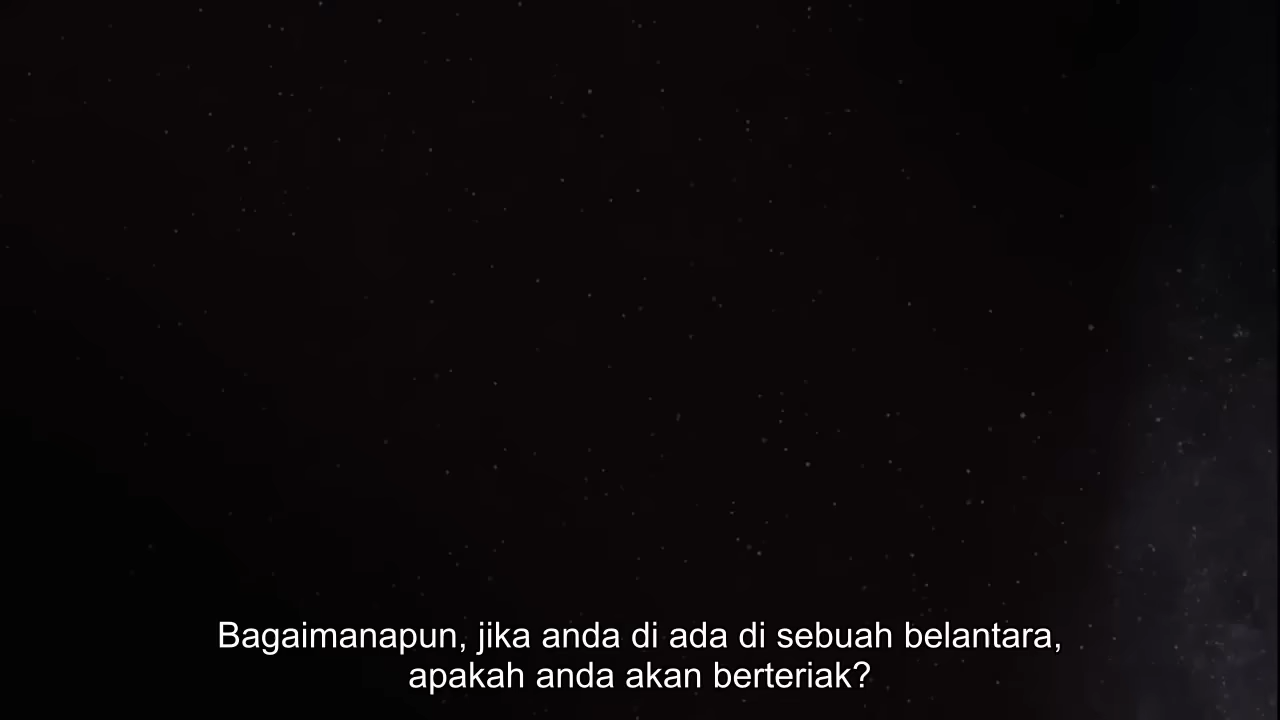 Bagaimanapun, jika anda di ada di sebuah belantara,
apakah anda akan berteriak?